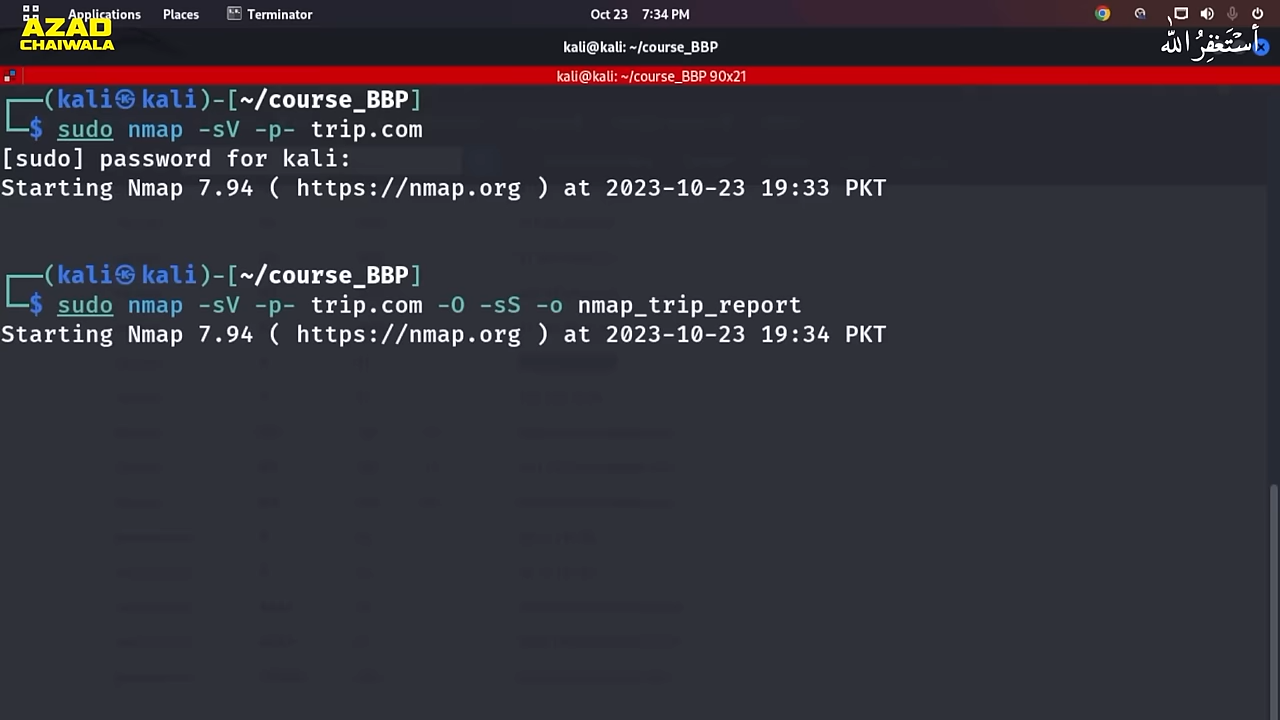 Applications Places Terminator Oct 23 7:34 PM
AZAD
CHAIWALA
أستغفر الله
kali@kali: ~/course_BBP
kali@kali: ~/course_BBP 90x21
┌──(kali㉿kali)-[~/course_BBP]
└─$ sudo nmap -sV -p- trip.com
[sudo] password for kali:
Starting Nmap 7.94 ( https://nmap.org ) at 2023-10-23 19:33 PKT
┌──(kali㉿kali)-[~/course_BBP]
└─$ sudo nmap -sV -p- trip.com -O -sS -o nmap_trip_report
Starting Nmap 7.94 ( https://nmap.org ) at 2023-10-23 19:34 PKT